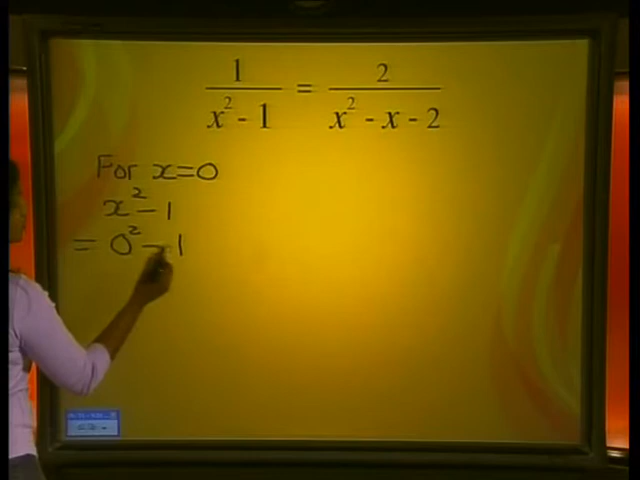 1/(x² - 1) = 2/(x² - x - 2)
For x=0
x² - 1
= 0² - 1